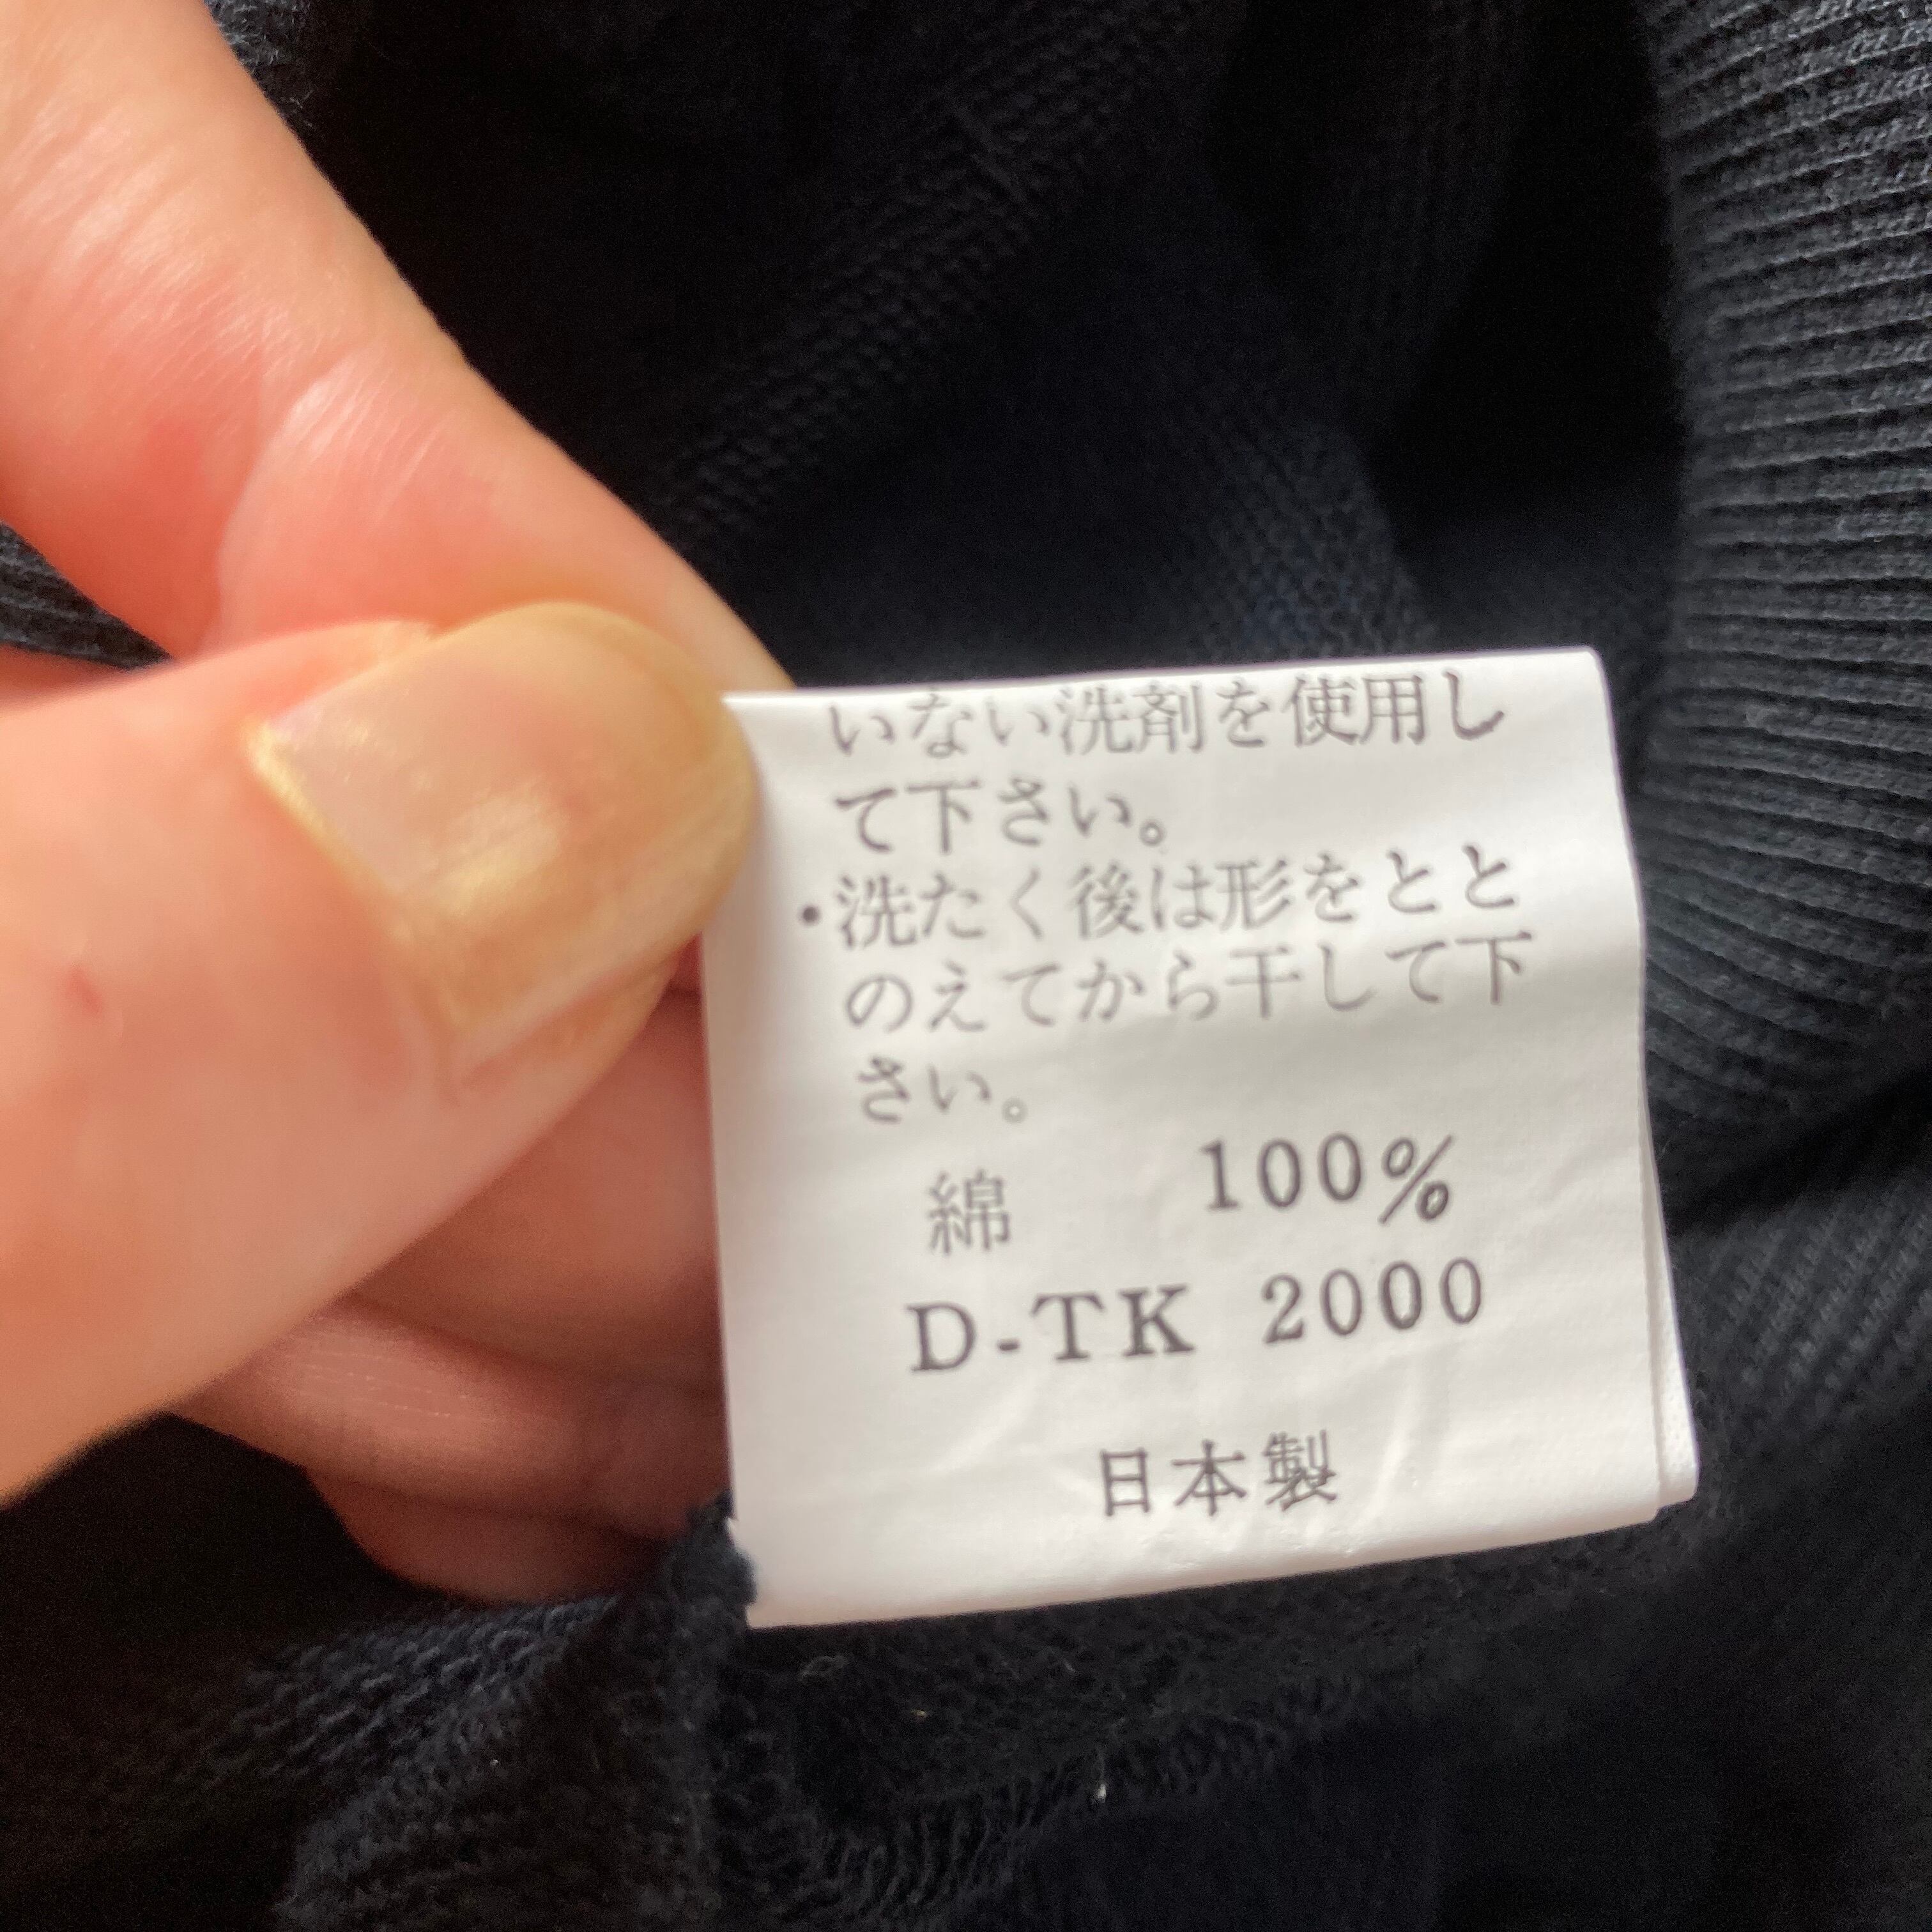 いない洗剤を使用し
て下さい。
・洗たく後は形をとと
のえてから干して下
さい。
綿 100%
D-TK 2000
日本製